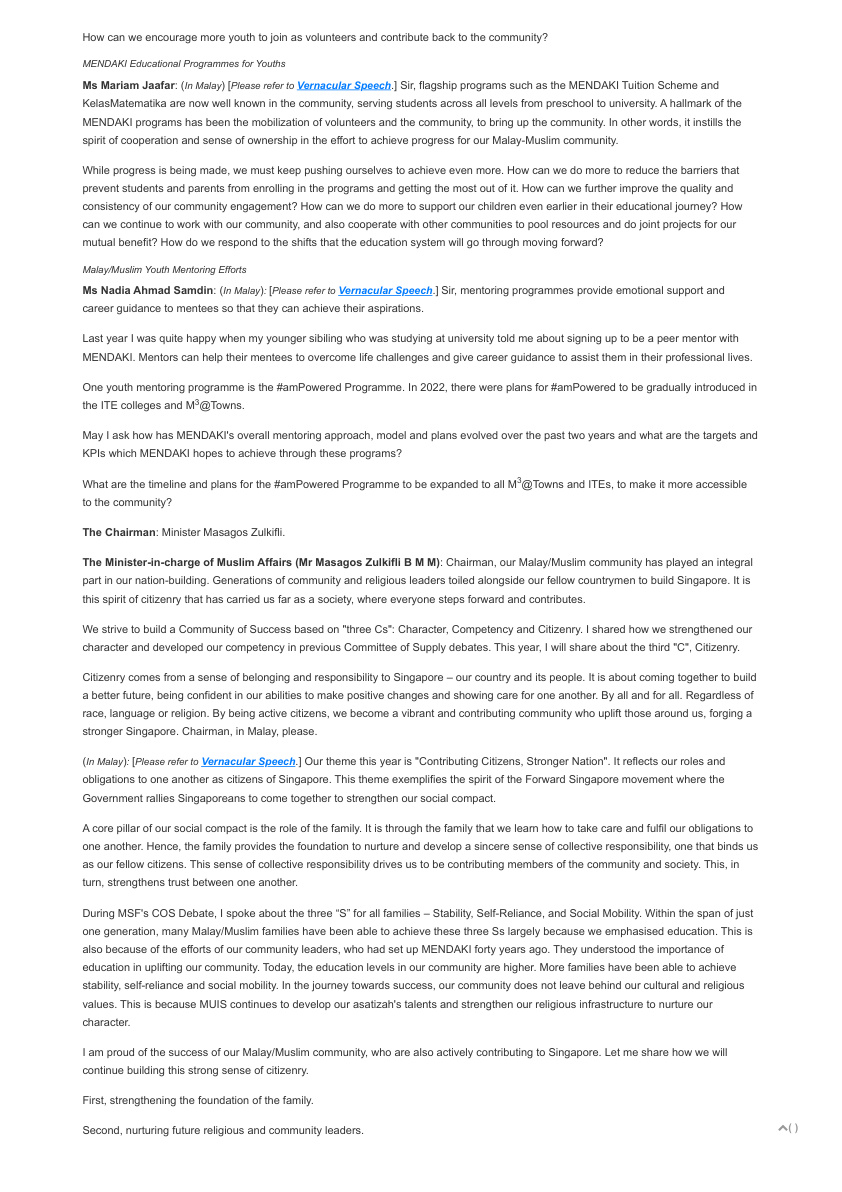 How can we encourage more youth to join as volunteers and contribute back to the community?
MENDAKI Educational Programmes for Youths
Ms Mariam Jaafar: (In Malay) [Please refer to Vernacular Speech.] Sir, flagship programs such as the MENDAKI Tuition Scheme and
KelasMatematika are now well known in the community, serving students across all levels from preschool to university. A hallmark of the
MENDAKI programs has been the mobilization of volunteers and the community, to bring up the community. In other words, it instills the
spirit of cooperation and sense of ownership in the effort to achieve progress for our Malay-Muslim community.
While progress is being made, we must keep pushing ourselves to achieve even more. How can we do more to reduce the barriers that
prevent students and parents from enrolling in the programs and getting the most out of it. How can we further improve the quality and
consistency of our community engagement? How can we do more to support our children even earlier in their educational journey? How
can we continue to work with our community, and also cooperate with other communities to pool resources and do joint projects for our
mutual benefit? How do we respond to the shifts that the education system will go through moving forward?
Malay/Muslim Youth Mentoring Efforts
Ms Nadia Ahmad Samdin: (In Malay): [Please refer to Vernacular Speech.] Sir, mentoring programmes provide emotional support and
career guidance to mentees so that they can achieve their aspirations.
Last year I was quite happy when my younger sibiling who was studying at university told me about signing up to be a peer mentor with
MENDAKI. Mentors can help their mentees to overcome life challenges and give career guidance to assist them in their professional lives.
One youth mentoring programme is the #amPowered Programme. In 2022, there were plans for #amPowered to be gradually introduced in
the ITE colleges and M3@Towns.
May I ask how has MENDAKI's overall mentoring approach, model and plans evolved over the past two years and what are the targets and
KPIs which MENDAKI hopes to achieve through these programs?
What are the timeline and plans for the #amPowered Programme to be expanded to all M3@Towns and ITEs, to make it more accessible
to the community?
The Chairman: Minister Masagos Zulkifli.
The Minister-in-charge of Muslim Affairs (Mr Masagos Zulkifli B M M): Chairman, our Malay/Muslim community has played an integral
part in our nation-building. Generations of community and religious leaders toiled alongside our fellow countrymen to build Singapore. It is
this spirit of citizenry that has carried us far as a society, where everyone steps forward and contributes.
We strive to build a Community of Success based on "three Cs": Character, Competency and Citizenry. I shared how we strengthened our
character and developed our competency in previous Committee of Supply debates. This year, I will share about the third "C", Citizenry.
Citizenry comes from a sense of belonging and responsibility to Singapore – our country and its people. It is about coming together to build
a better future, being confident in our abilities to make positive changes and showing care for one another. By all and for all. Regardless of
race, language or religion. By being active citizens, we become a vibrant and contributing community who uplift those around us, forging a
stronger Singapore. Chairman, in Malay, please.
(In Malay): [Please refer to Vernacular Speech.] Our theme this year is "Contributing Citizens, Stronger Nation". It reflects our roles and
obligations to one another as citizens of Singapore. This theme exemplifies the spirit of the Forward Singapore movement where the
Government rallies Singaporeans to come together to strengthen our social compact.
A core pillar of our social compact is the role of the family. It is through the family that we learn how to take care and fulfil our obligations to
one another. Hence, the family provides the foundation to nurture and develop a sincere sense of collective responsibility, one that binds us
as our fellow citizens. This sense of collective responsibility drives us to be contributing members of the community and society. This, in
turn, strengthens trust between one another.
During MSF's COS Debate, I spoke about the three “S” for all families – Stability, Self-Reliance, and Social Mobility. Within the span of just
one generation, many Malay/Muslim families have been able to achieve these three Ss largely because we emphasised education. This is
also because of the efforts of our community leaders, who had set up MENDAKI forty years ago. They understood the importance of
education in uplifting our community. Today, the education levels in our community are higher. More families have been able to achieve
stability, self-reliance and social mobility. In the journey towards success, our community does not leave behind our cultural and religious
values. This is because MUIS continues to develop our asatizah's talents and strengthen our religious infrastructure to nurture our
character.
I am proud of the success of our Malay/Muslim community, who are also actively contributing to Singapore. Let me share how we will
continue building this strong sense of citizenry.
First, strengthening the foundation of the family.
Second, nurturing future religious and community leaders.
( )